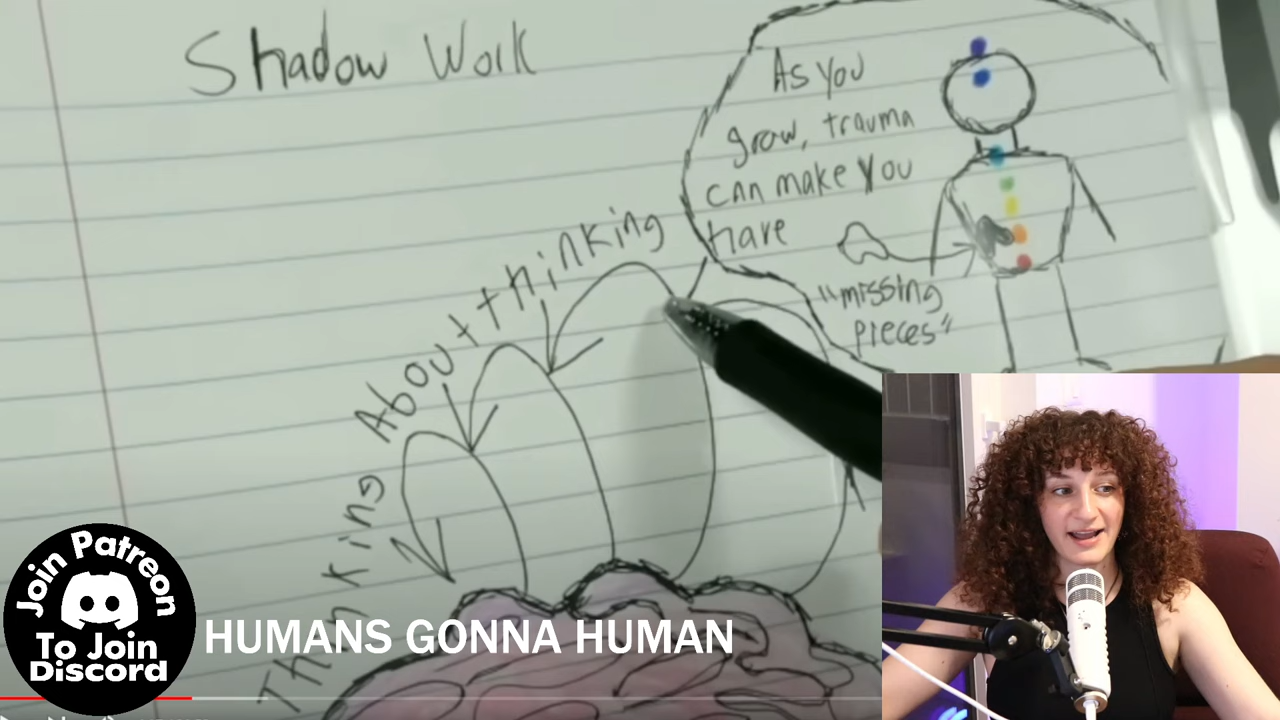 Shadow Work
As you
grow, trauma
can make you
have
"missing
pieces"
Thinking About thinking
Join Patreon
To Join
Discord
HUMANS GONNA HUMAN